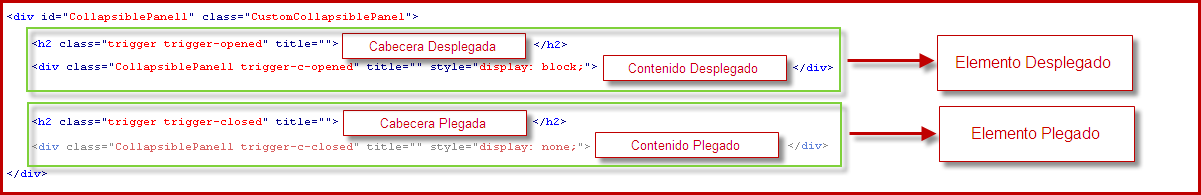 <div id="CollapsiblePanel1" class="CustomCollapsiblePanel">
<h2 class="trigger trigger-opened" title=""> Cabecera Desplegada </h2>
<div class="CollapsiblePanel1 trigger-c-opened" title="" style="display: block;"> Contenido Desplegado </div>
Elemento Desplegado
<h2 class="trigger trigger-closed" title=""> Cabecera Plegada </h2>
<div class="CollapsiblePanel1 trigger-c-closed" title="" style="display: none;"> Contenido Plegado </div>
Elemento Plegado
</div>